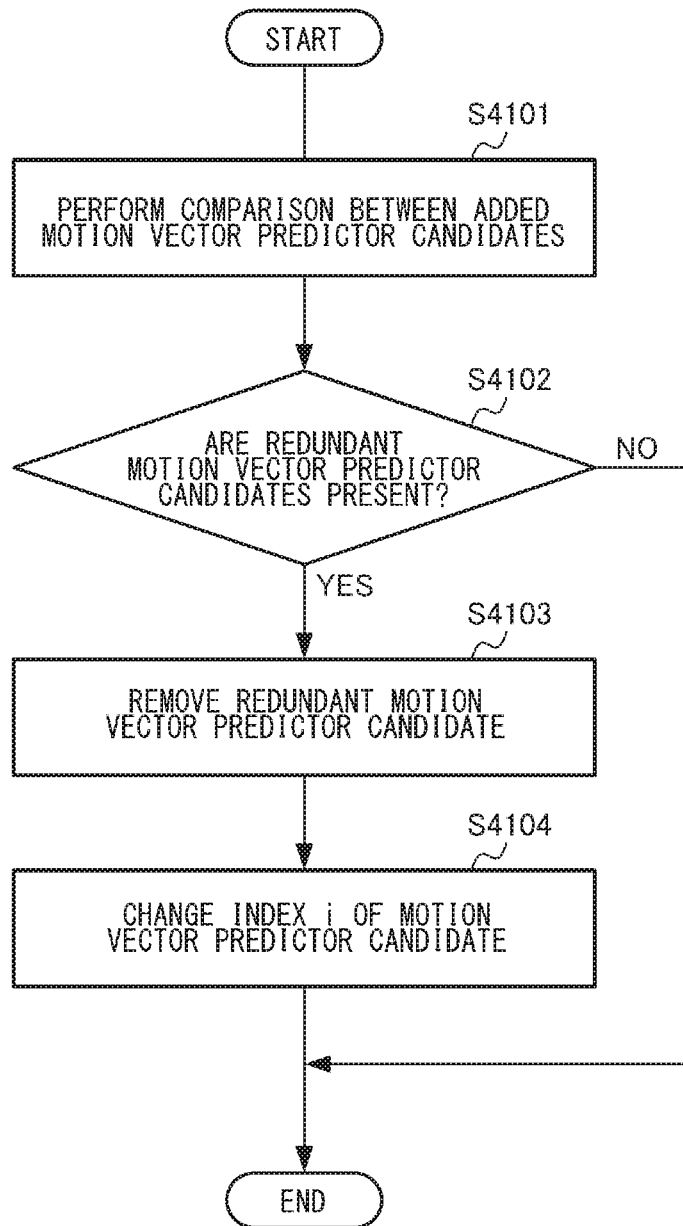 START
S4101
PERFORM COMPARISON BETWEEN ADDED
MOTION VECTOR PREDICTOR CANDIDATES
S4102
ARE REDUNDANT
MOTION VECTOR PREDICTOR
CANDIDATES PRESENT?
NO
YES
S4103
REMOVE REDUNDANT MOTION
VECTOR PREDICTOR CANDIDATE
S4104
CHANGE INDEX i OF MOTION
VECTOR PREDICTOR CANDIDATE
END